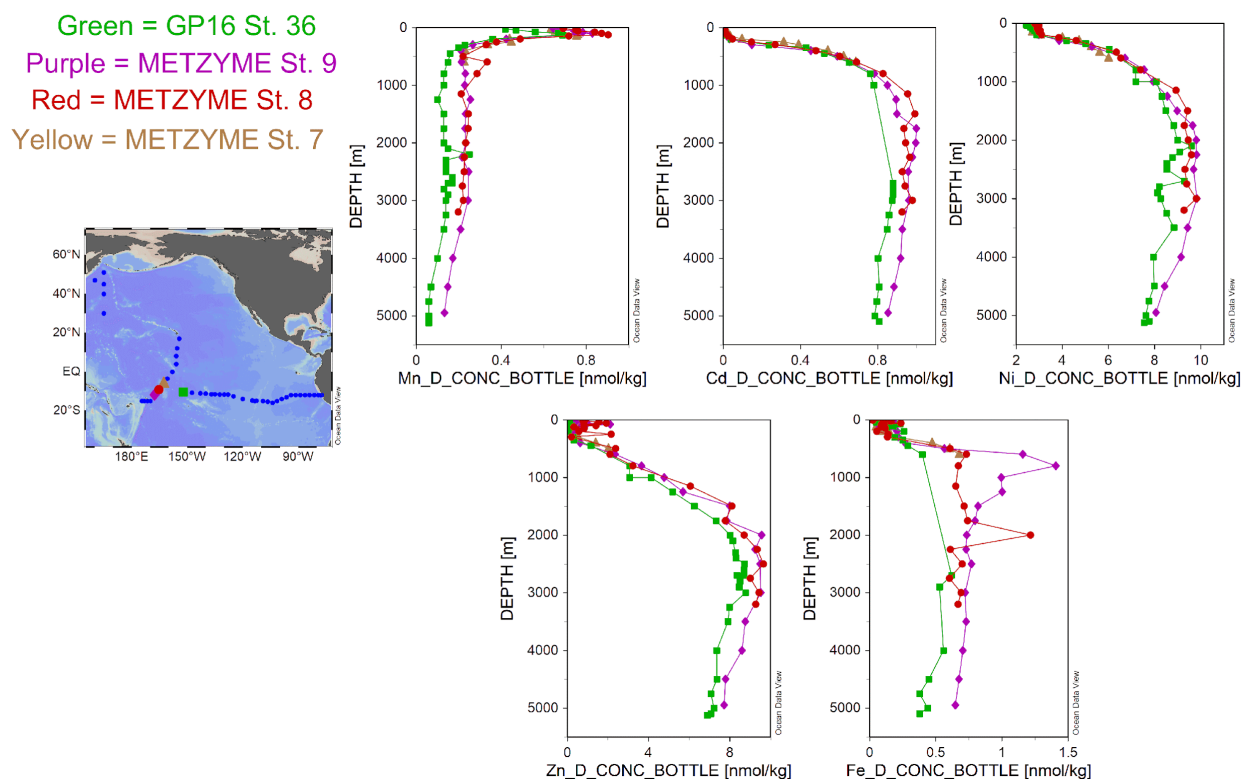 Green = GP16 St. 36
Purple = METZYME St. 9
Red = METZYME St. 8
Yellow = METZYME St. 7
60°N
40°N
20°N
EQ
20°S
180°E
150°W
120°W
90°W
Ocean Data View
DEPTH [m]
0
1000
2000
3000
4000
5000
0
0.4
0.8
Mn_D_CONC_BOTTLE [nmol/kg]
Ocean Data View
DEPTH [m]
0
1000
2000
3000
4000
5000
0
0.4
0.8
Cd_D_CONC_BOTTLE [nmol/kg]
Ocean Data View
DEPTH [m]
0
1000
2000
3000
4000
5000
2
4
6
8
10
Ni_D_CONC_BOTTLE [nmol/kg]
Ocean Data View
DEPTH [m]
0
1000
2000
3000
4000
5000
0
4
8
Zn_D_CONC_BOTTLE [nmol/kg]
Ocean Data View
DEPTH [m]
0
1000
2000
3000
4000
5000
0
0.5
1
1.5
Fe_D_CONC_BOTTLE [nmol/kg]
Ocean Data View